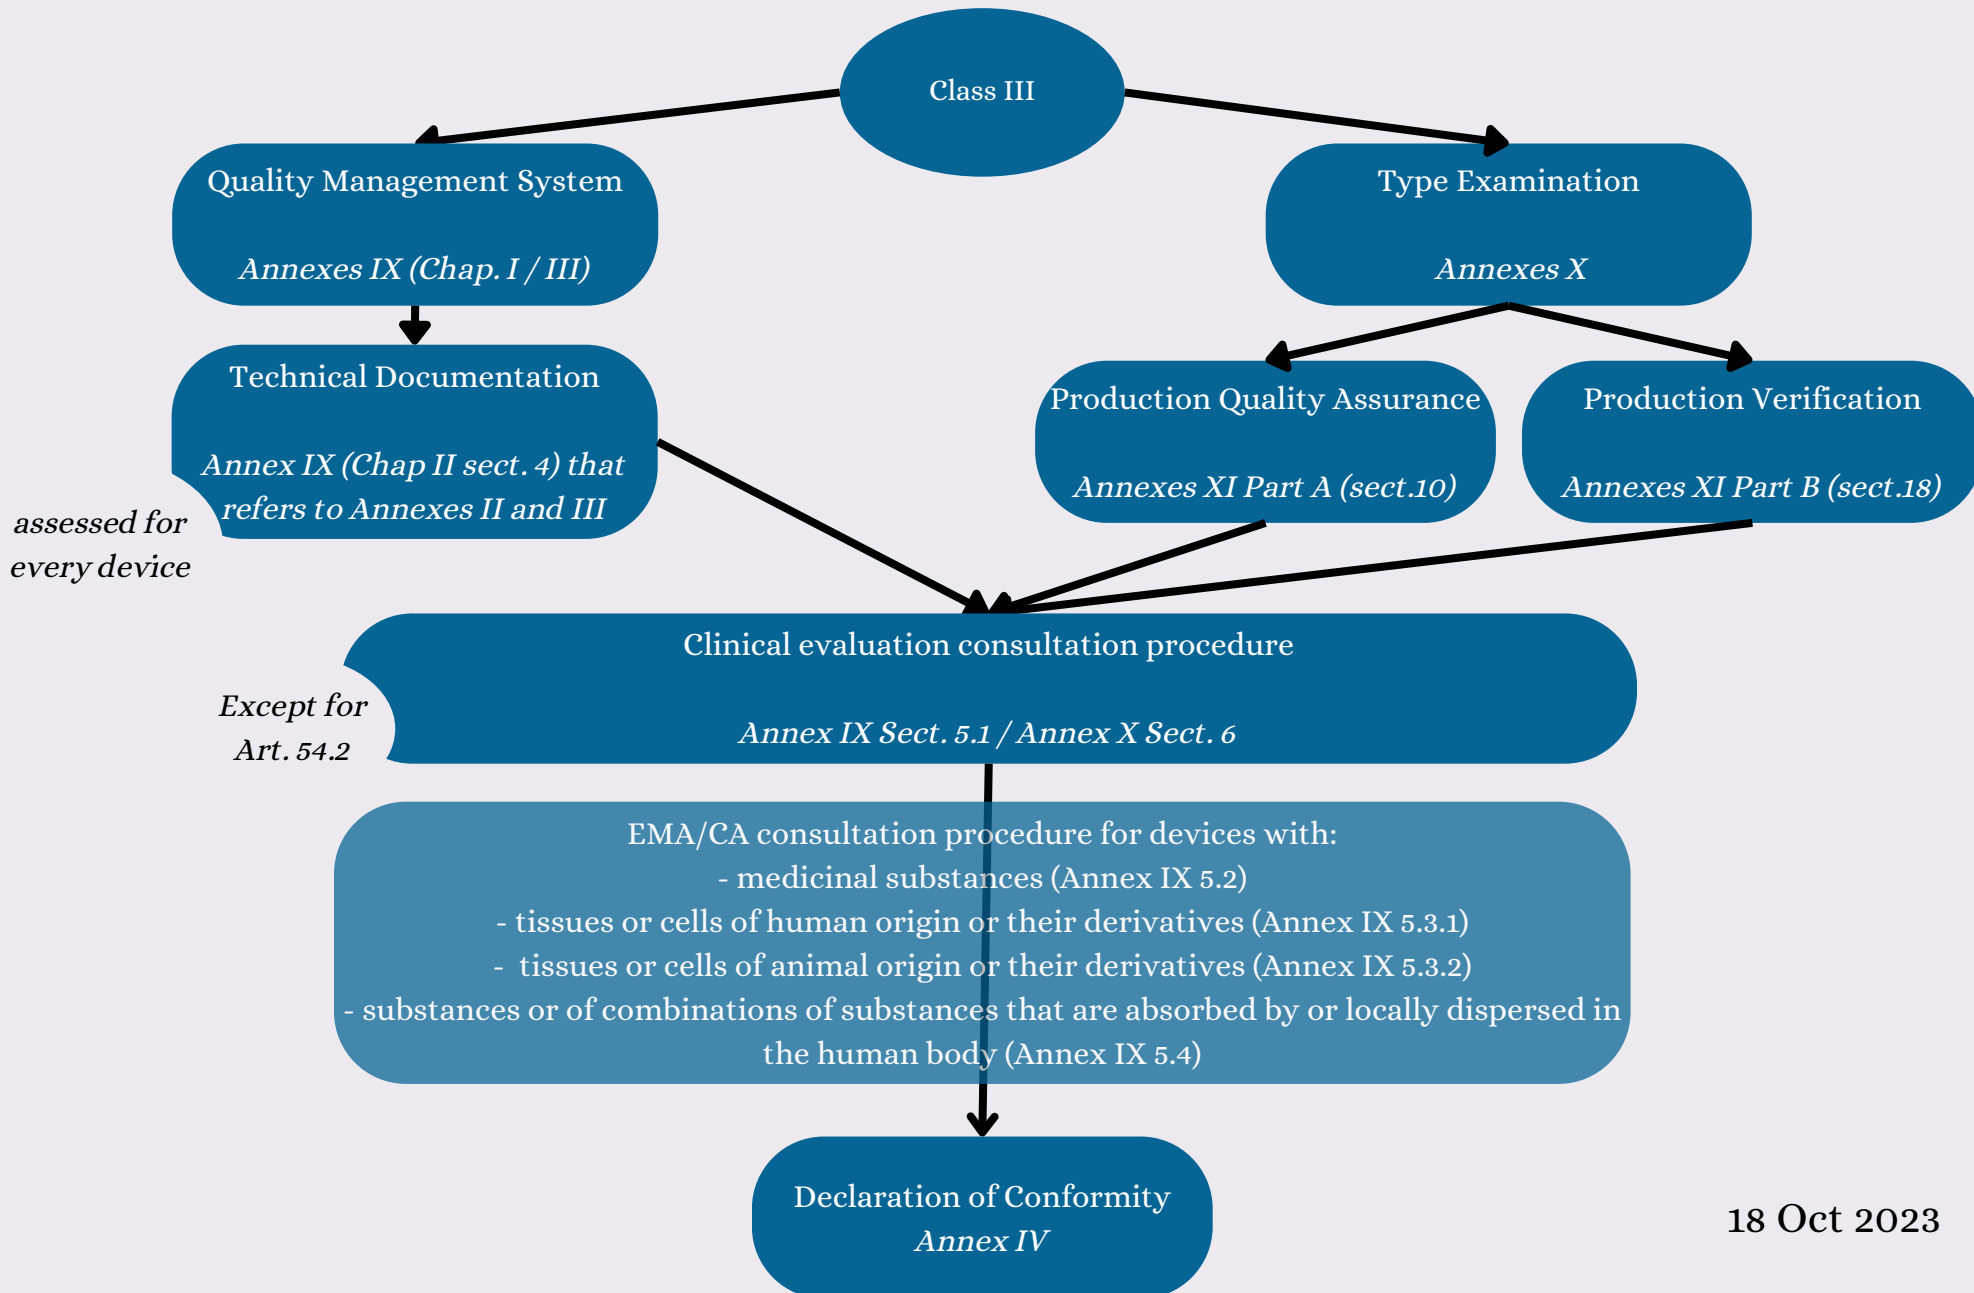 Class III
Quality Management System
Annexes IX (Chap. I / III)
Type Examination
Annexes X
Technical Documentation
Annex IX (Chap II sect. 4) that
refers to Annexes II and III
assessed for
every device
Production Quality Assurance
Annexes XI Part A (sect.10)
Production Verification
Annexes XI Part B (sect.18)
Clinical evaluation consultation procedure
Annex IX Sect. 5.1 / Annex X Sect. 6
Except for
Art. 54.2
EMA/CA consultation procedure for devices with:
- medicinal substances (Annex IX 5.2)
- tissues or cells of human origin or their derivatives (Annex IX 5.3.1)
-  tissues or cells of animal origin or their derivatives (Annex IX 5.3.2)
- substances or of combinations of substances that are absorbed by or locally dispersed in
the human body (Annex IX 5.4)
Declaration of Conformity
Annex IV
18 Oct 2023